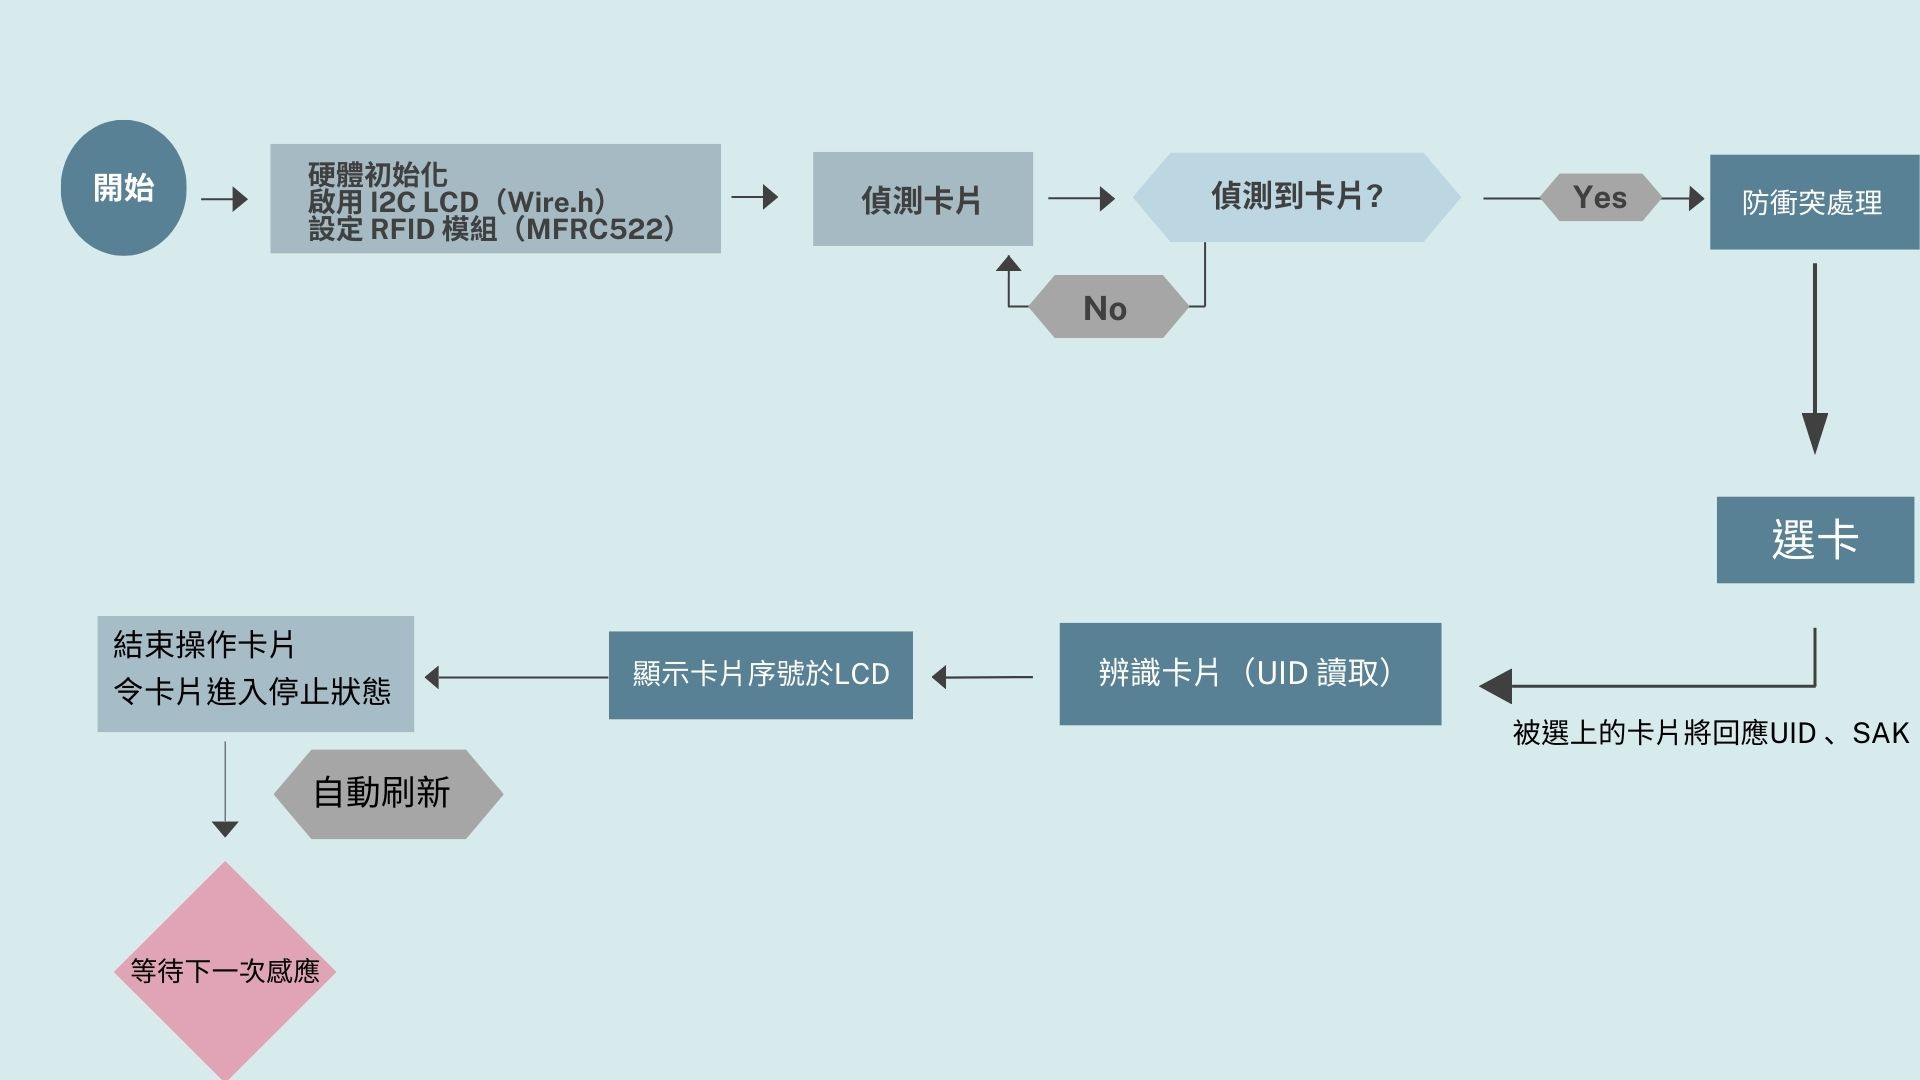 開始
硬體初始化
啟用 I2C LCD（Wire.h）
設定 RFID 模組（MFRC522）
偵測卡片
偵測到卡片?
Yes
No
防衝突處理
選卡
被選上的卡片將回應UID 、SAK
辨識卡片（UID 讀取）
顯示卡片序號於LCD
結束操作卡片
令卡片進入停止狀態
自動刷新
等待下一次感應